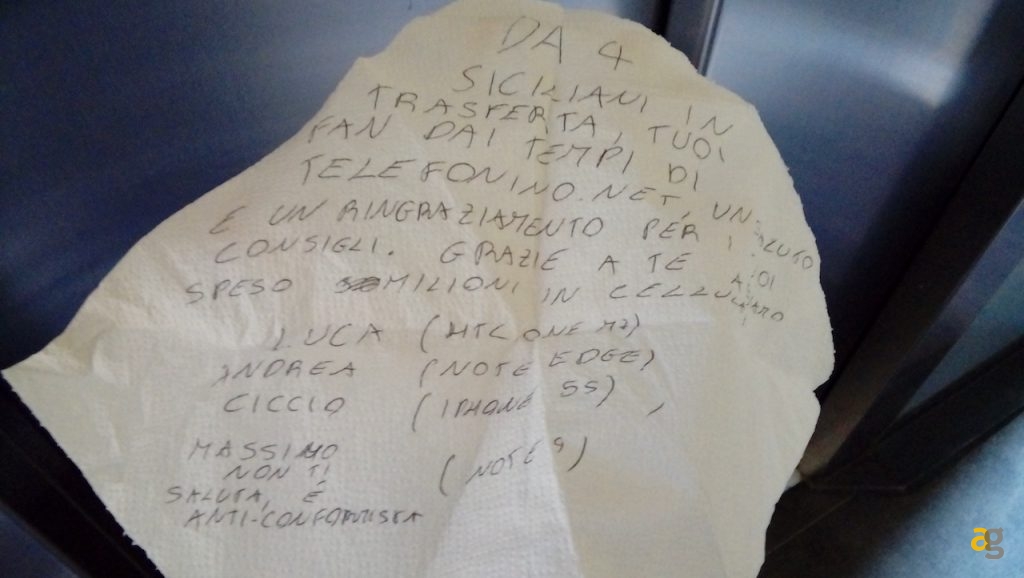 DA 4
SICILIANI IN
TRASFERTA, TUOI
FAN DAI TEMPI DI
TELEFONINO.NET, UN SALUTO
E UN RINGRAZIAMENTO PER I TUOI
CONSIGLI. GRAZIE A TE
SPESO MILIONI IN CELLULARI
LUCA (HTC ONE M7)
ANDREA (NOTE EDGE)
CICCIO (IPHONE 5S),
MASSIMO (NOTE 4)
NON TI
SALUTA, È
ANTI-CONFORMISTA
ag